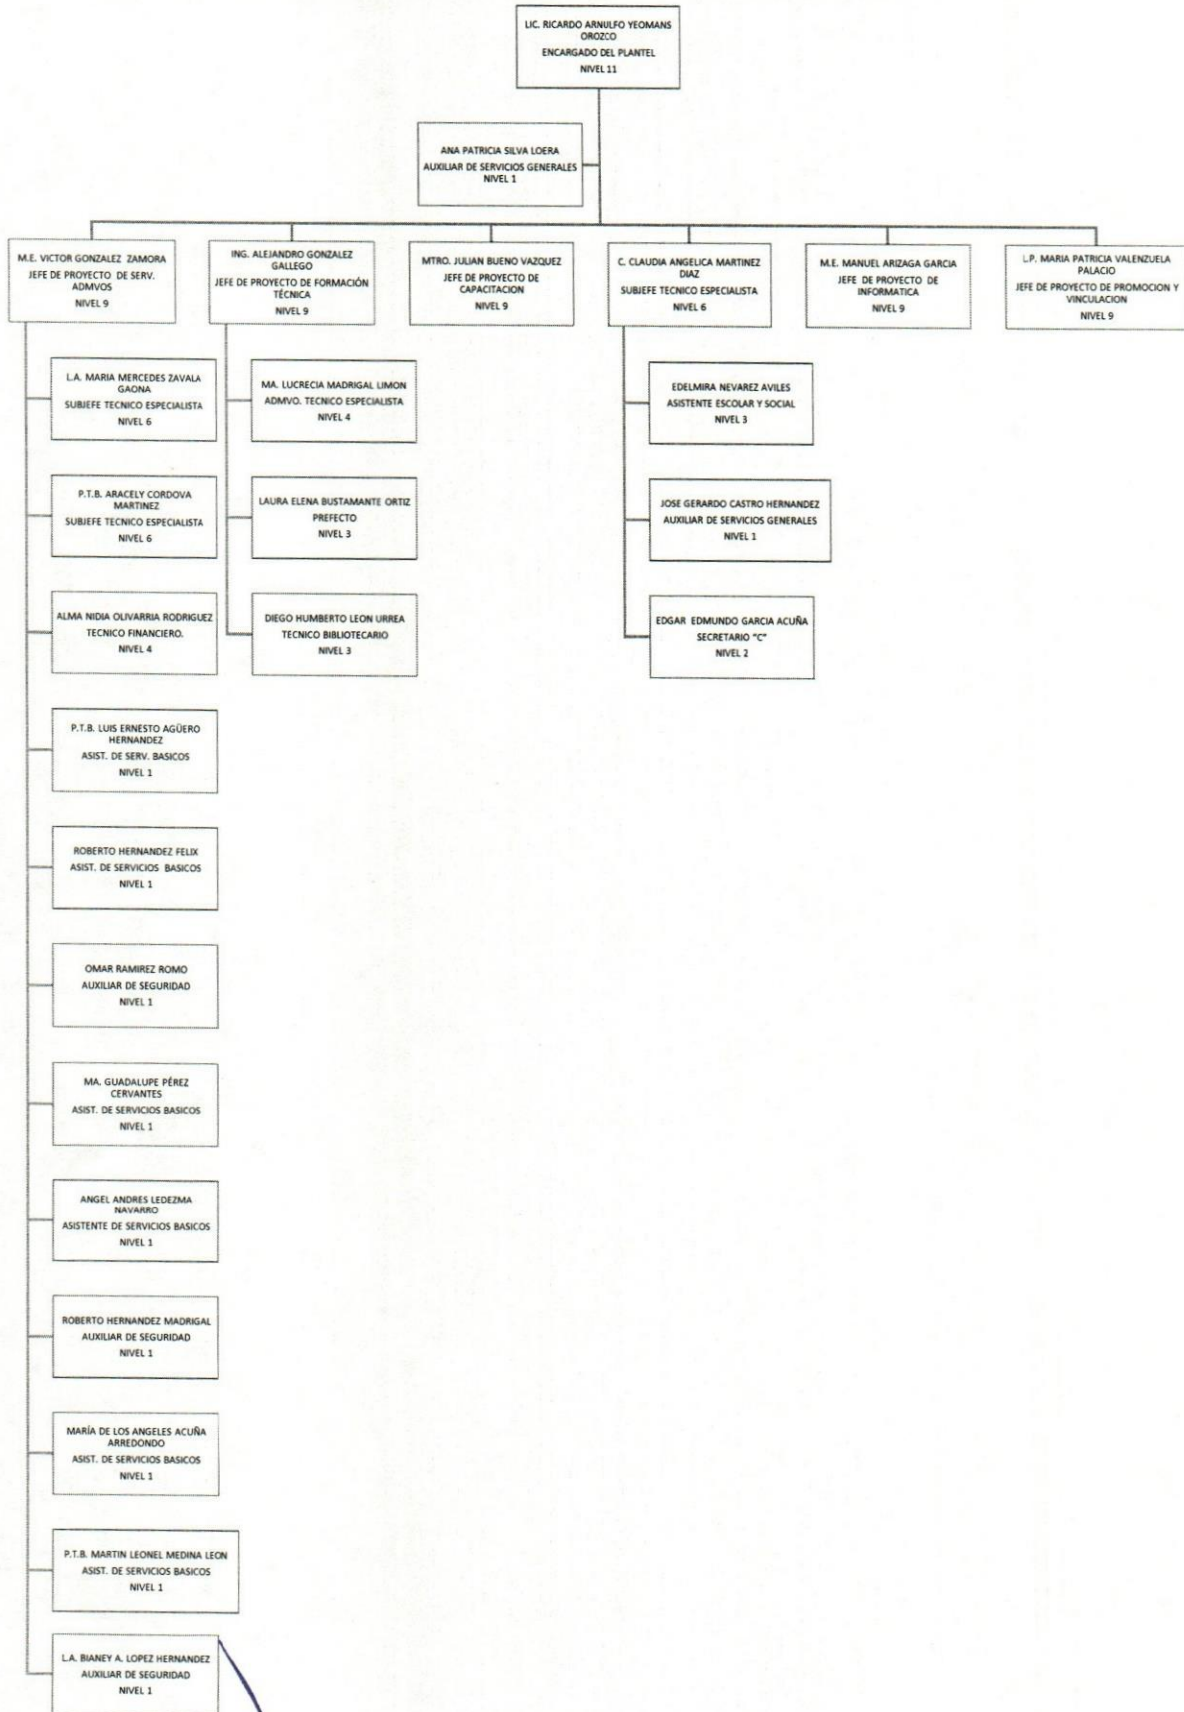 LIC. RICARDO ARNULFO YEOMANS
OROZCO
ENCARGADO DEL PLANTEL
NIVEL 11
ANA PATRICIA SILVA LOERA
AUXILIAR DE SERVICIOS GENERALES
NIVEL 1
M.E. VICTOR GONZALEZ ZAMORA
JEFE DE PROYECTO DE SERV.
ADMVOS
NIVEL 9
ING. ALEJANDRO GONZALEZ
GALLEGO
JEFE DE PROYECTO DE FORMACIÓN
TÉCNICA
NIVEL 9
MTRO. JULIAN BUENO VAZQUEZ
JEFE DE PROYECTO DE
CAPACITACION
NIVEL 9
C. CLAUDIA ANGELICA MARTINEZ
DIAZ
SUBJEFE TECNICO ESPECIALISTA
NIVEL 6
M.E. MANUEL ARIZAGA GARCIA
JEFE DE PROYECTO DE
INFORMATICA
NIVEL 9
L.P. MARIA PATRICIA VALENZUELA
PALACIO
JEFE DE PROYECTO DE PROMOCION Y
VINCULACION
NIVEL 9
L.A. MARIA MERCEDES ZAVALA
GAONA
SUBJEFE TECNICO ESPECIALISTA
NIVEL 6
P.T.B. ARACELY CORDOVA
MARTINEZ
SUBJEFE TECNICO ESPECIALISTA
NIVEL 6
ALMA NIDIA OLIVARRIA RODRIGUEZ
TECNICO FINANCIERO.
NIVEL 4
P.T.B. LUIS ERNESTO AGÜERO
HERNANDEZ
ASIST. DE SERV. BASICOS
NIVEL 1
ROBERTO HERNANDEZ FELIX
ASIST. DE SERVICIOS BASICOS
NIVEL 1
OMAR RAMIREZ ROMO
AUXILIAR DE SEGURIDAD
NIVEL 1
MA. GUADALUPE PÉREZ
CERVANTES
ASIST. DE SERVICIOS BASICOS
NIVEL 1
ANGEL ANDRES LEDEZMA
NAVARRO
ASISTENTE DE SERVICIOS BASICOS
NIVEL 1
ROBERTO HERNANDEZ MADRIGAL
AUXILIAR DE SEGURIDAD
NIVEL 1
MARÍA DE LOS ANGELES ACUÑA
ARREDONDO
ASIST. DE SERVICIOS BASICOS
NIVEL 1
P.T.B. MARTIN LEONEL MEDINA LEON
ASIST. DE SERVICIOS BASICOS
NIVEL 1
L.A. BIANEY A. LOPEZ HERNANDEZ
AUXILIAR DE SEGURIDAD
NIVEL 1
MA. LUCRECIA MADRIGAL LIMON
ADMVO. TECNICO ESPECIALISTA
NIVEL 4
LAURA ELENA BUSTAMANTE ORTIZ
PREFECTO
NIVEL 3
DIEGO HUMBERTO LEON URREA
TECNICO BIBLIOTECARIO
NIVEL 3
EDELMIRA NEVAREZ AVILES
ASISTENTE ESCOLAR Y SOCIAL
NIVEL 3
JOSE GERARDO CASTRO HERNANDEZ
AUXILIAR DE SERVICIOS GENERALES
NIVEL 1
EDGAR EDMUNDO GARCIA ACUÑA
SECRETARIO "C"
NIVEL 2